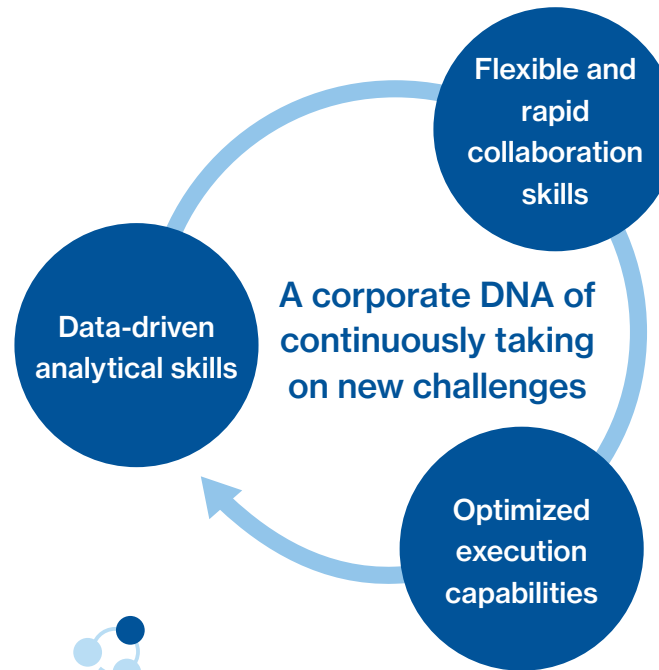 Flexible and
rapid
collaboration
skills
A corporate DNA of
continuously taking
on new challenges
Data-driven
analytical skills
Optimized
execution
capabilities